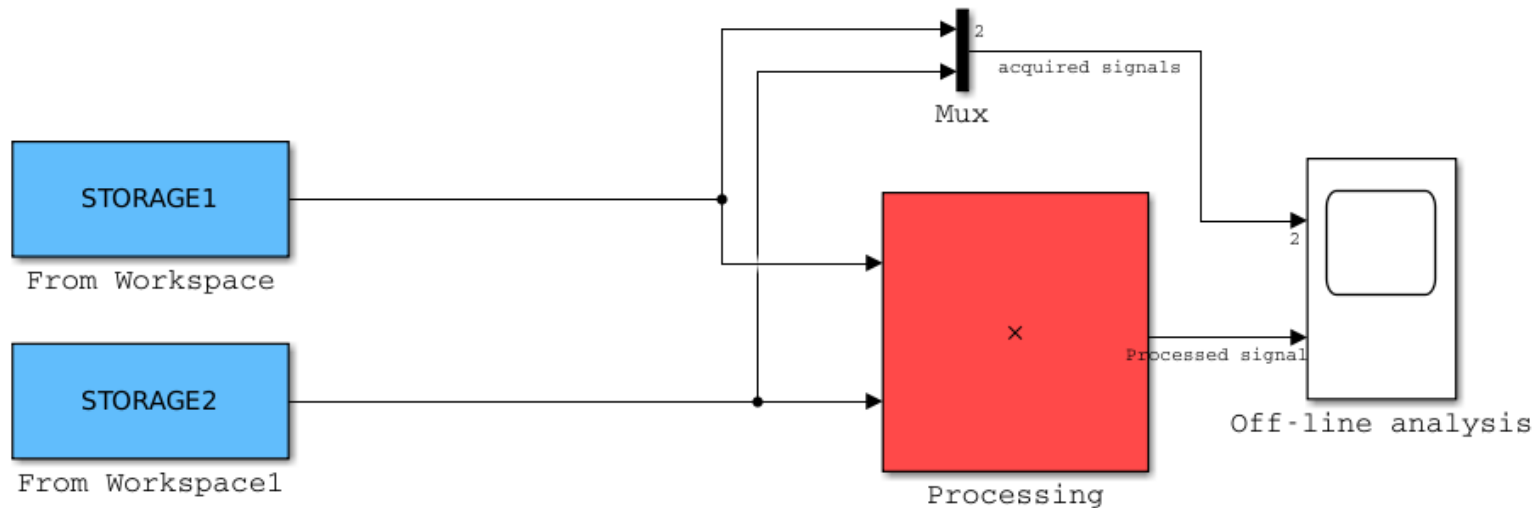 2
acquired signals
Mux
STORAGE1
From Workspace
2
×
Processed signal
STORAGE2
From Workspace1
Off-line analysis
Processing